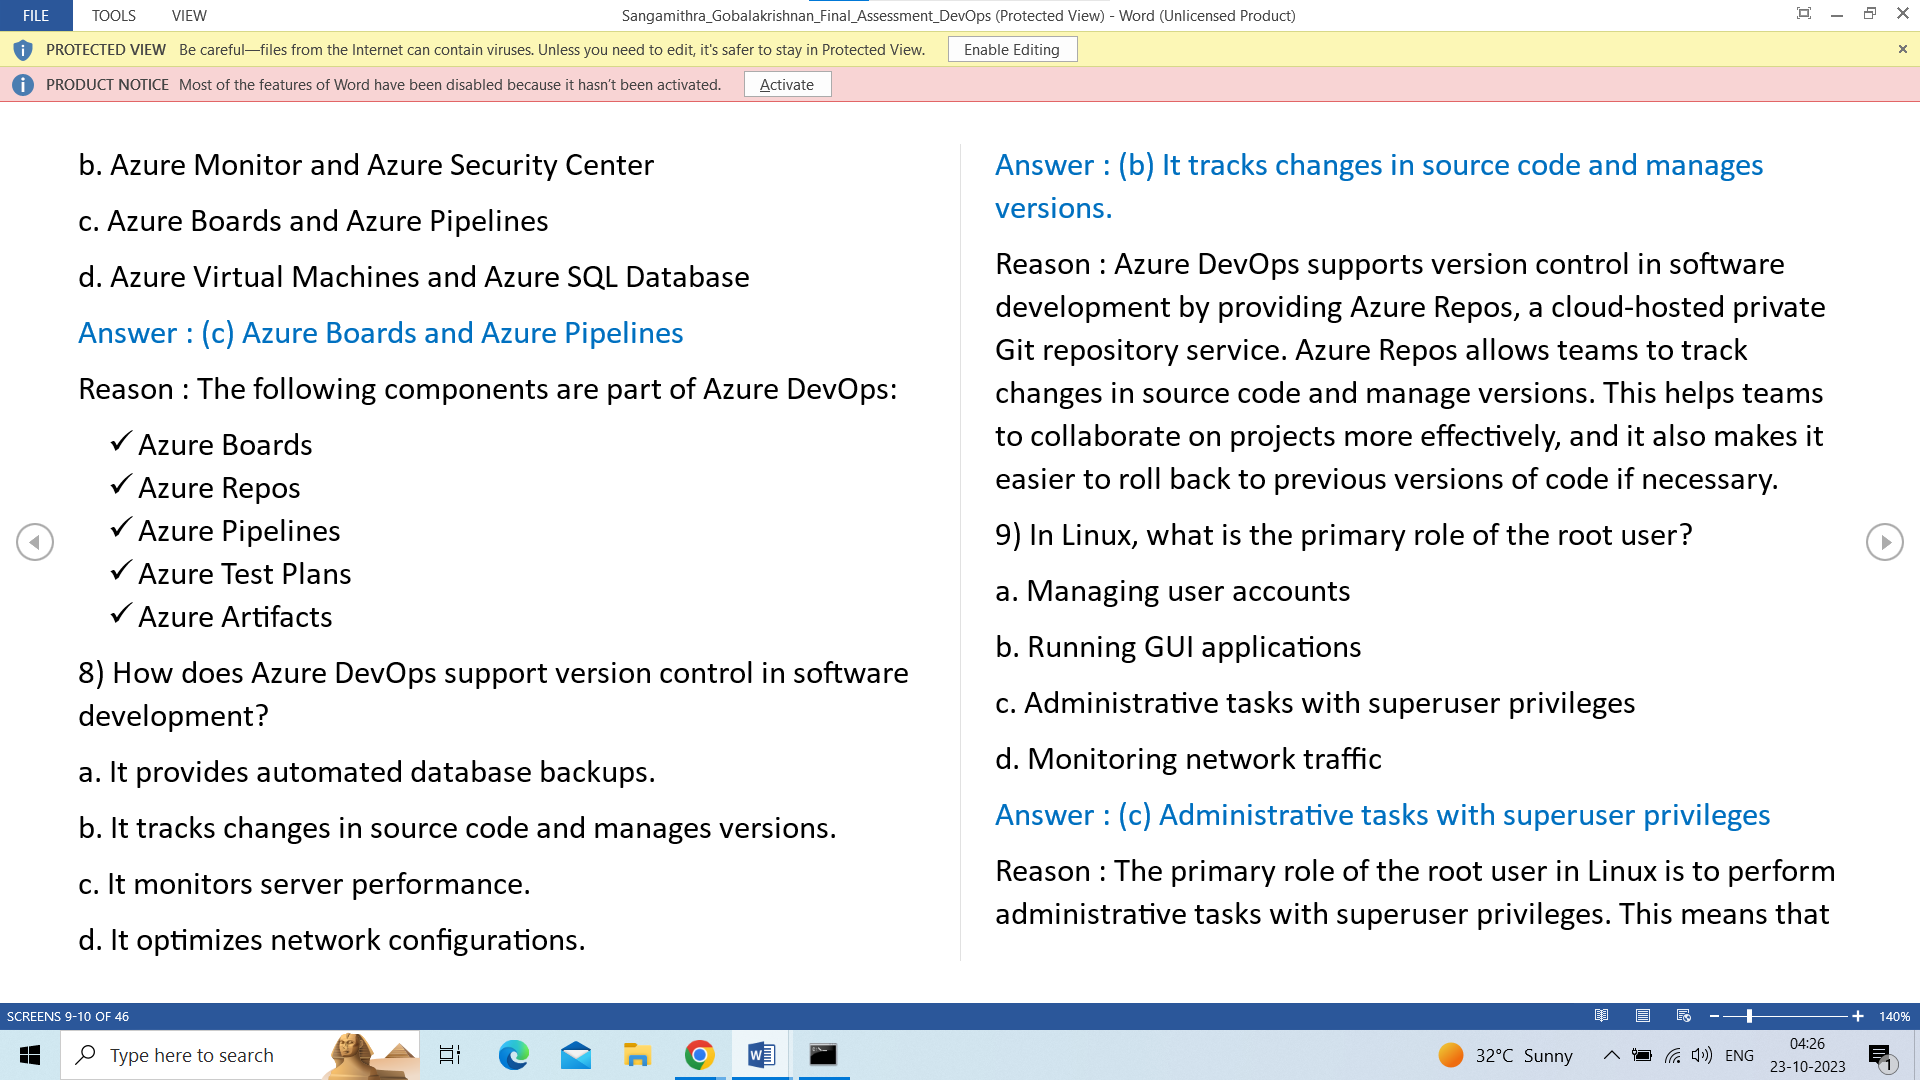 FILE TOOLS VIEW Sangamithra_Gobalakrishnan_Final_Assessment_DevOps (Protected View) - Word (Unlicensed Product)
PROTECTED VIEW Be careful—files from the Internet can contain viruses. Unless you need to edit, it's safer to stay in Protected View. Enable Editing
PRODUCT NOTICE Most of the features of Word have been disabled because it hasn't been activated. Activate
b. Azure Monitor and Azure Security Center
c. Azure Boards and Azure Pipelines
d. Azure Virtual Machines and Azure SQL Database
Answer : (c) Azure Boards and Azure Pipelines
Reason : The following components are part of Azure DevOps:
✓ Azure Boards
✓ Azure Repos
✓ Azure Pipelines
✓ Azure Test Plans
✓ Azure Artifacts
8) How does Azure DevOps support version control in software
development?
a. It provides automated database backups.
b. It tracks changes in source code and manages versions.
c. It monitors server performance.
d. It optimizes network configurations.
Answer : (b) It tracks changes in source code and manages
versions.
Reason : Azure DevOps supports version control in software
development by providing Azure Repos, a cloud-hosted private
Git repository service. Azure Repos allows teams to track
changes in source code and manage versions. This helps teams
to collaborate on projects more effectively, and it also makes it
easier to roll back to previous versions of code if necessary.
9) In Linux, what is the primary role of the root user?
a. Managing user accounts
b. Running GUI applications
c. Administrative tasks with superuser privileges
d. Monitoring network traffic
Answer : (c) Administrative tasks with superuser privileges
Reason : The primary role of the root user in Linux is to perform
administrative tasks with superuser privileges. This means that
SCREENS 9-10 OF 46 140%
Type here to search 32°C Sunny ENG 04:26
23-10-2023 1